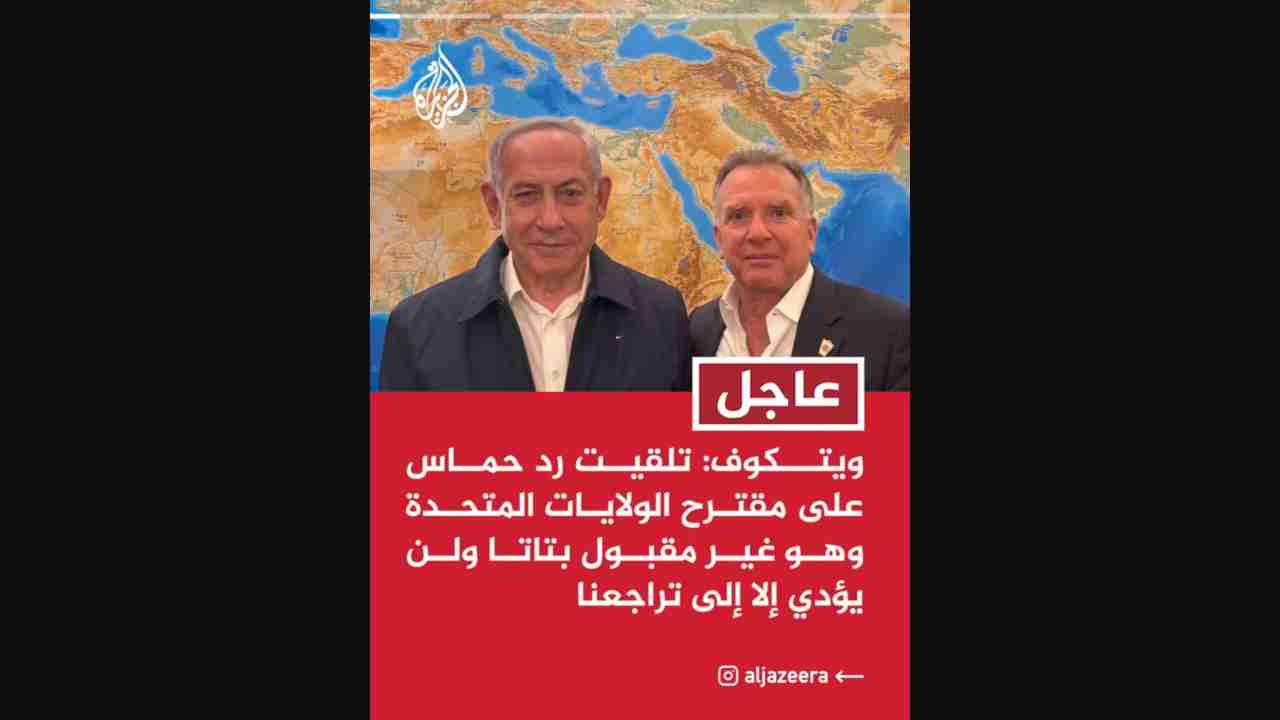 الجزيرة
عاجل
ويتكوف: تلقيت رد حماس
على مقترح الولايات المتحدة
وهو غير مقبول بتاتا ولن
يؤدي إلا إلى تراجعنا
aljazeera